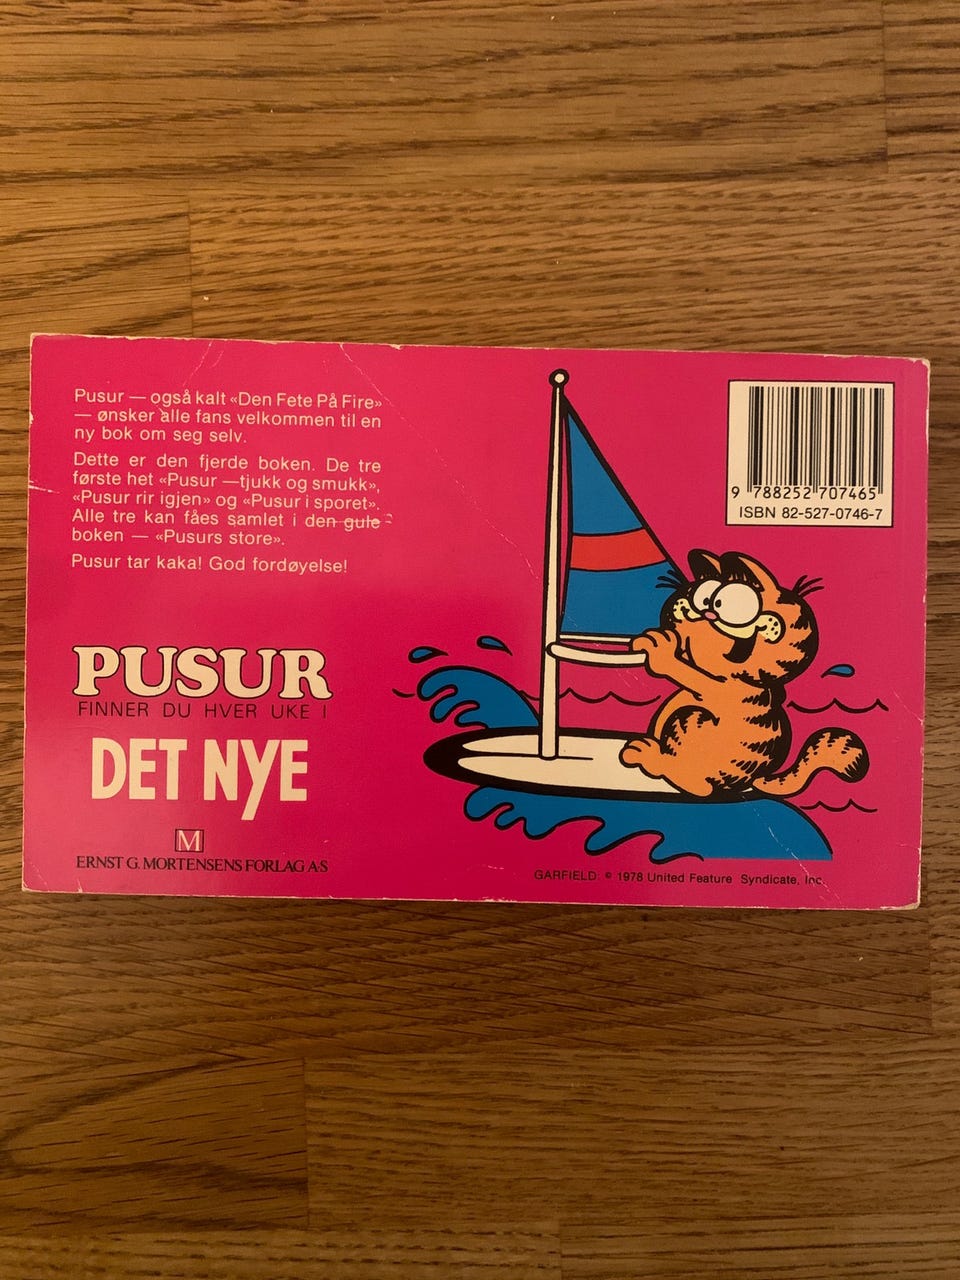 Pusur — også kalt «Den Fete På Fire»
— ønsker alle fans velkommen til en
ny bok om seg selv.
Dette er den fjerde boken. De tre
første het «Pusur —tjukk og smukk»,
«Pusur rir igjen» og «Pusur i sporet».
Alle tre kan fåes samlet i den gule
boken — «Pusurs store».
Pusur tar kaka! God fordøyelse!
PUSUR
FINNER DU HVER UKE I
DET NYE
M
ERNST G. MORTENSENS FORLAG A·S
9 788252 707465
ISBN 82-527-0746-7
GARFIELD: © 1978 United Feature Syndicate, Inc.